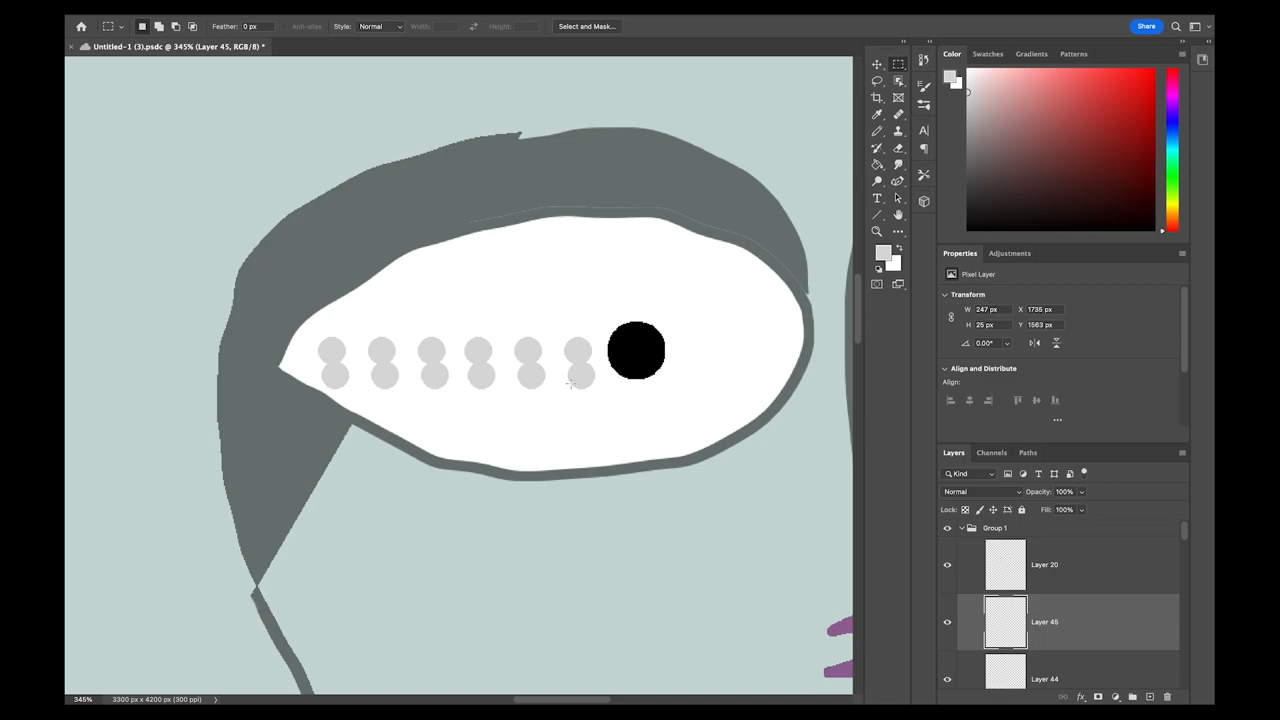 Feather: 0 px Anti-alias Style: Normal Width: Height: Select and Mask... Share
× Untitled-1 (3).psdc @ 345% (Layer 45, RGB/8) *
Color Swatches Gradients Patterns
Properties Adjustments
Pixel Layer
Transform
W 247 px X 1735 px
H 25 px Y 1563 px
0.00°
Align and Distribute
Align:
Layers Channels Paths
Kind
Normal Opacity: 100%
Lock: Fill: 100%
Group 1
Layer 20
Layer 45
Layer 44
345% 3300 px x 4200 px (300 ppi)